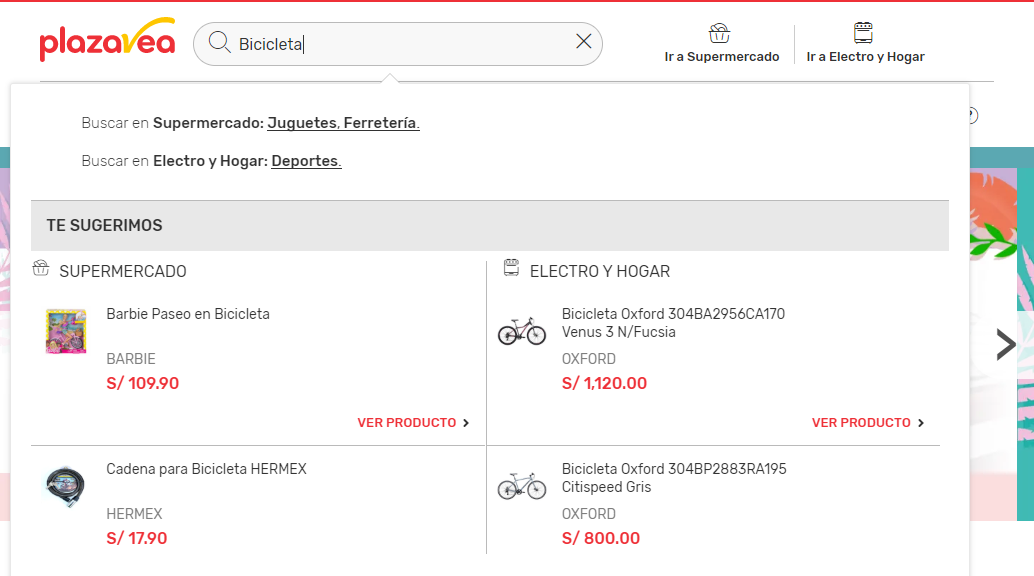 plazavea
Bicicleta
Ir a Supermercado
Ir a Electro y Hogar
?
Buscar en Supermercado: Juguetes, Ferretería.
Buscar en Electro y Hogar: Deportes.
TE SUGERIMOS
SUPERMERCADO
Barbie Paseo en Bicicleta
BARBIE
S/ 109.90
VER PRODUCTO
Cadena para Bicicleta HERMEX
HERMEX
S/ 17.90
ELECTRO Y HOGAR
Bicicleta Oxford 304BA2956CA170
Venus 3 N/Fucsia
OXFORD
S/ 1,120.00
VER PRODUCTO
Bicicleta Oxford 304BP2883RA195
Citispeed Gris
OXFORD
S/ 800.00